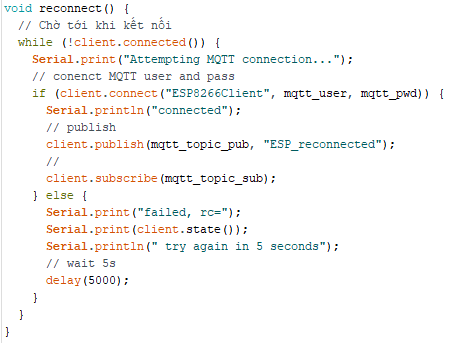 void reconnect() {
  // Chờ tới khi kết nối
  while (!client.connected()) {
    Serial.print("Attempting MQTT connection...");
    // conenct MQTT user and pass
    if (client.connect("ESP8266Client", mqtt_user, mqtt_pwd)) {
      Serial.println("connected");
      // publish
      client.publish(mqtt_topic_pub, "ESP_reconnected");
      //
      client.subscribe(mqtt_topic_sub);
    } else {
      Serial.print("failed, rc=");
      Serial.print(client.state());
      Serial.println(" try again in 5 seconds");
      // wait 5s
      delay(5000);
    }
  }
}